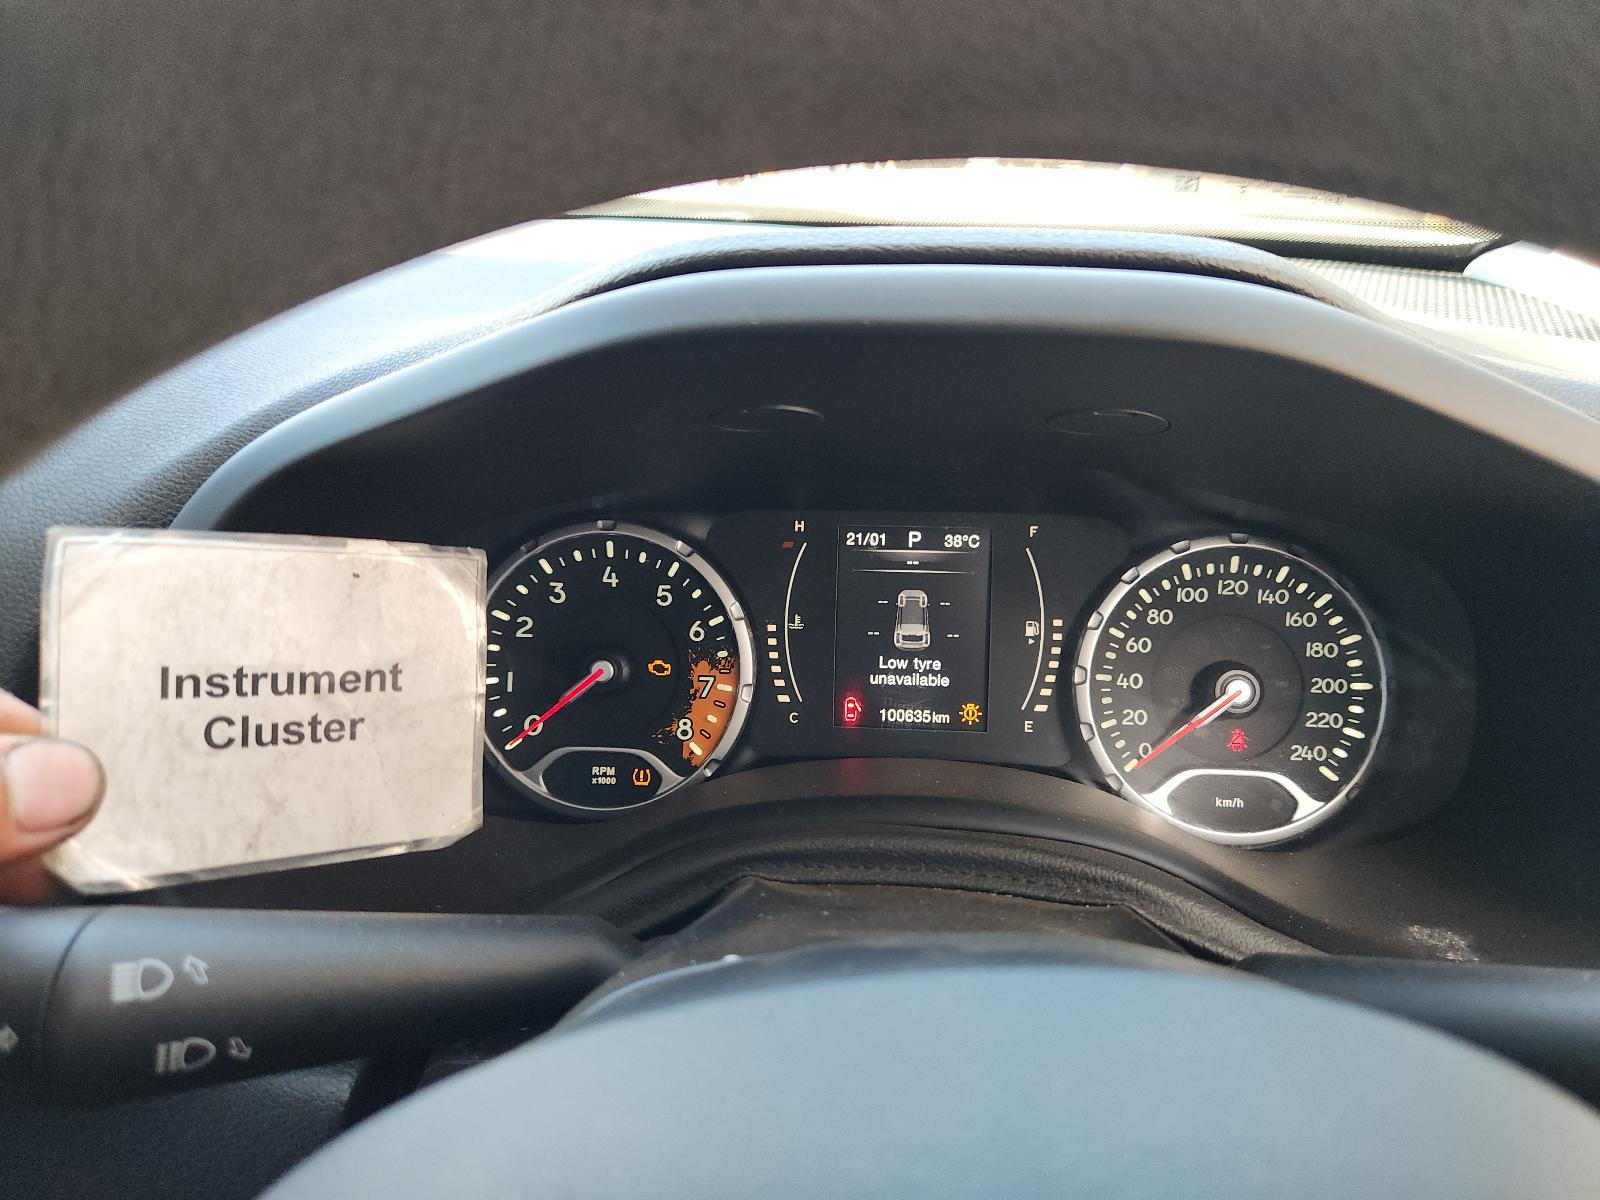 Instrument
Cluster
0
1
2
3
4
5
6
7
8
RPM
x1000
H
C
21/01 P 38°C
--
-- --
-- --
Low tyre
unavailable
100635km
F
E
0
20
40
60
80
100
120
140
160
180
200
220
240
km/h